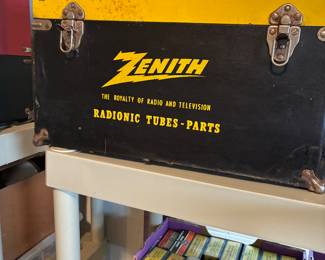 ZENITH
THE ROYALTY OF RADIO AND TELEVISION
RADIONIC TUBES-PARTS